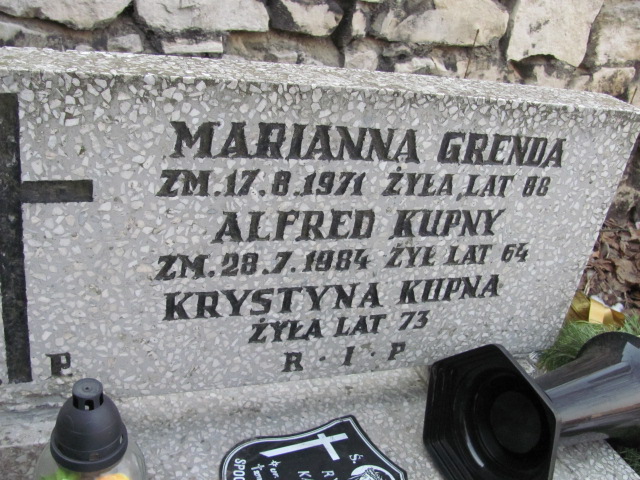 MARIANNA GRENDA
ZM. 17.8.1971 ŻYŁA LAT 88
ALFRED KUPNY
ZM. 28.7.1984 ŻYŁ LAT 64
KRYSTYNA KUPNA
ŻYŁA LAT 73
R · I · P
P.